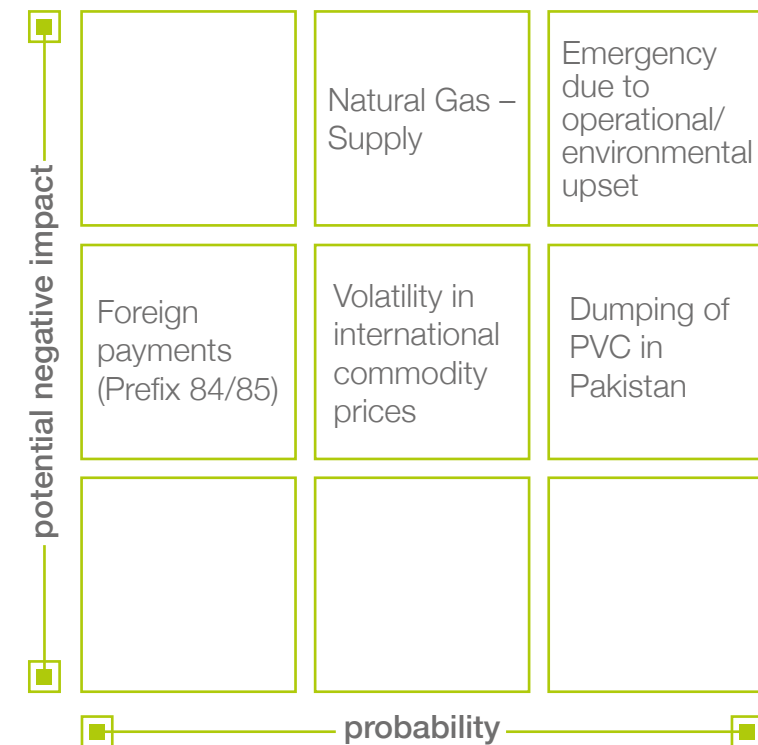 potential negative impact
Natural Gas –
Supply
Emergency
due to
operational/
environmental
upset
Foreign
payments
(Prefix 84/85)
Volatility in
international
commodity
prices
Dumping of
PVC in
Pakistan
probability